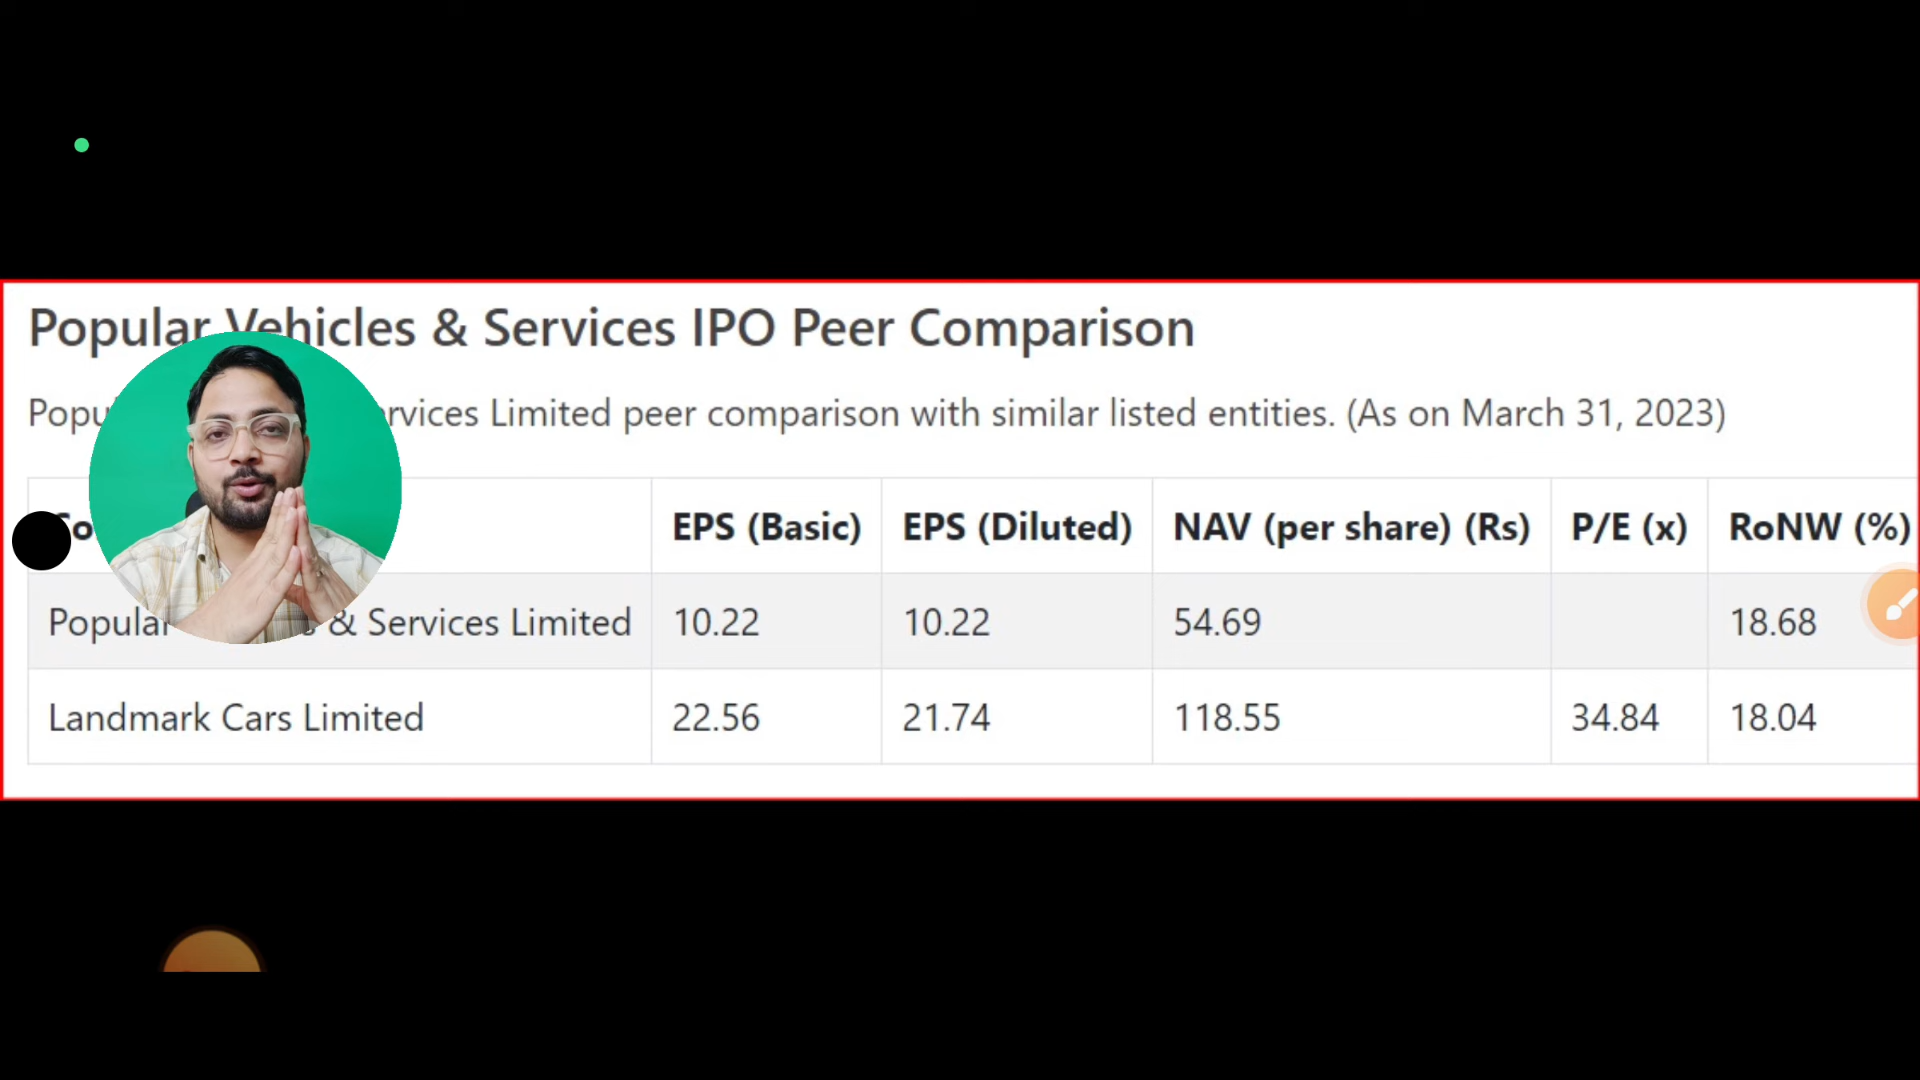 Popular Vehicles & Services IPO Peer Comparison
Services Limited peer comparison with similar listed entities. (As on March 31, 2023)
EPS (Basic) EPS (Diluted) NAV (per share) (Rs) P/E (x) RoNW (%)
Popular & Services Limited 10.22 10.22 54.69 18.68
Landmark Cars Limited 22.56 21.74 118.55 34.84 18.04